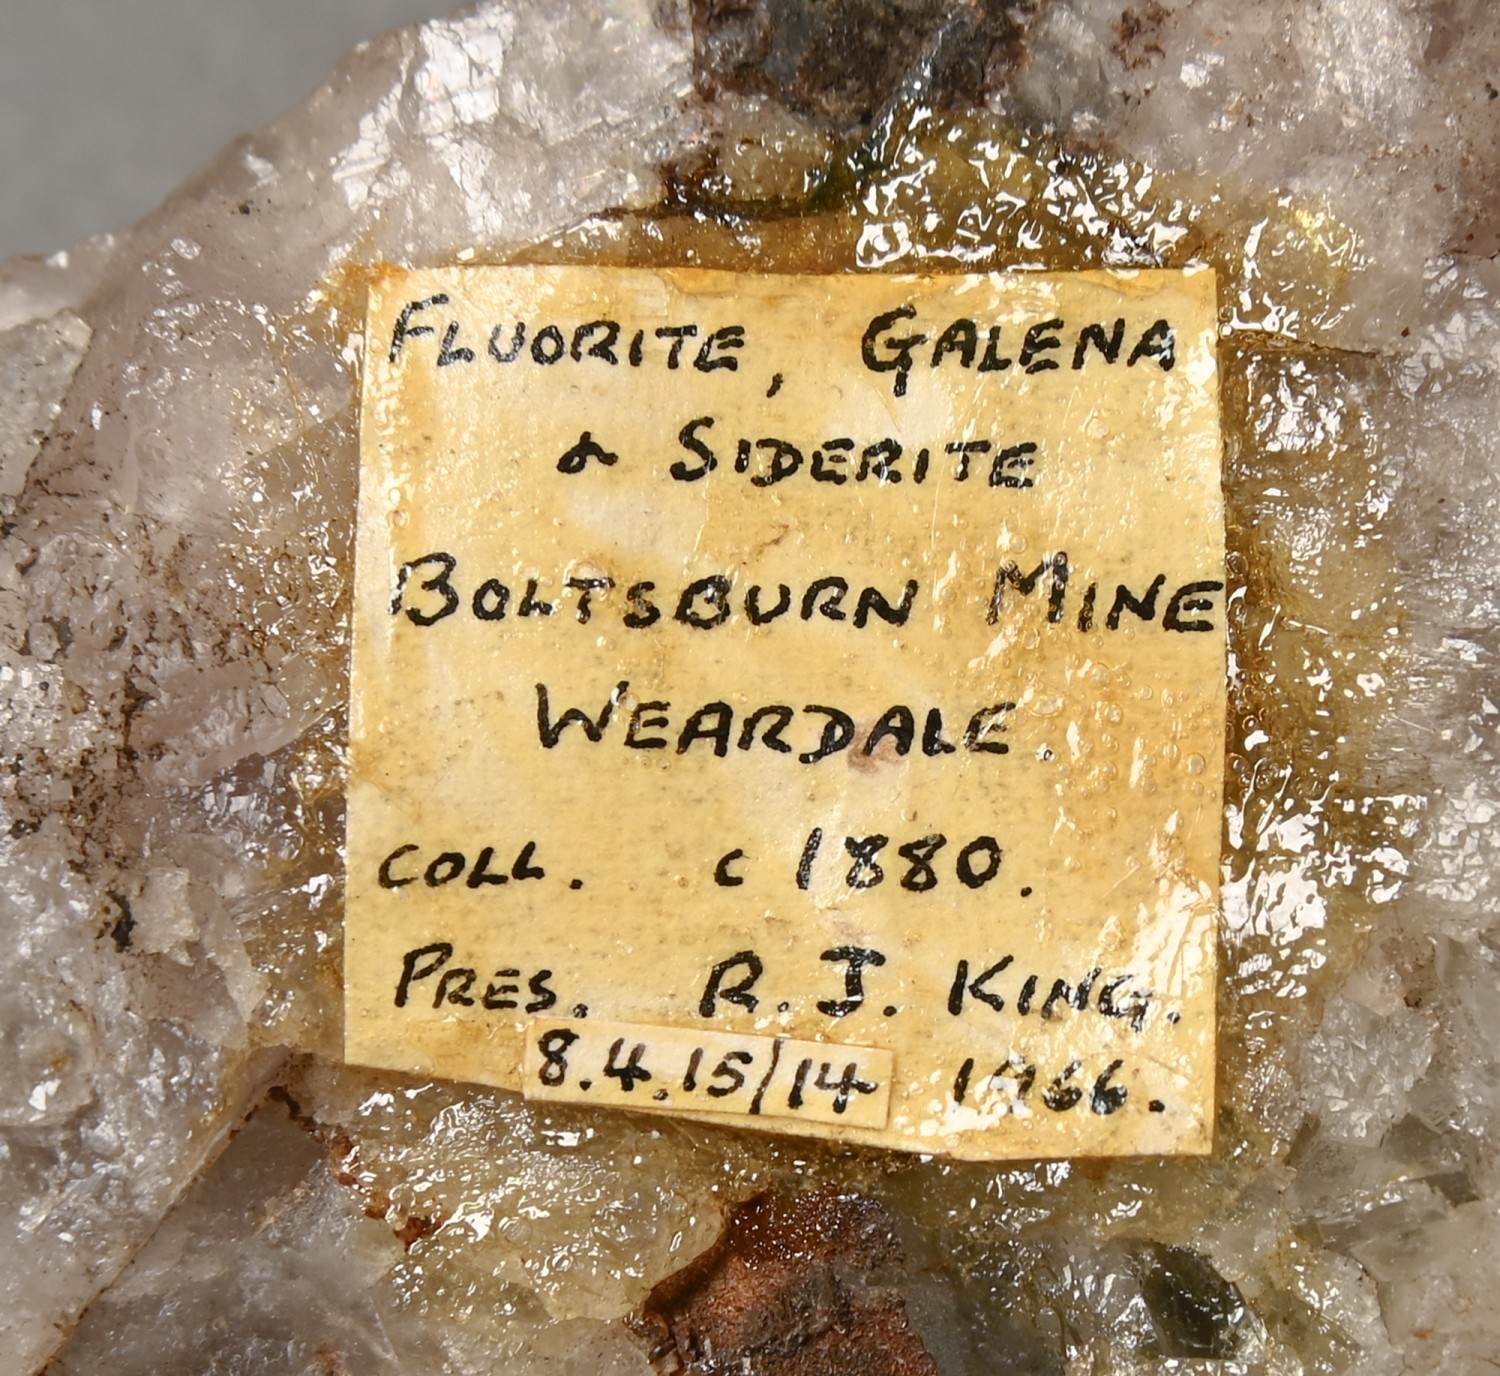 FLUORITE, GALENA
& SIDERITE
BOLTSBURN MINE
WEARDALE.
COLL. c 1880.
PRES. R. J. KING.
8.4.15/14 1966.